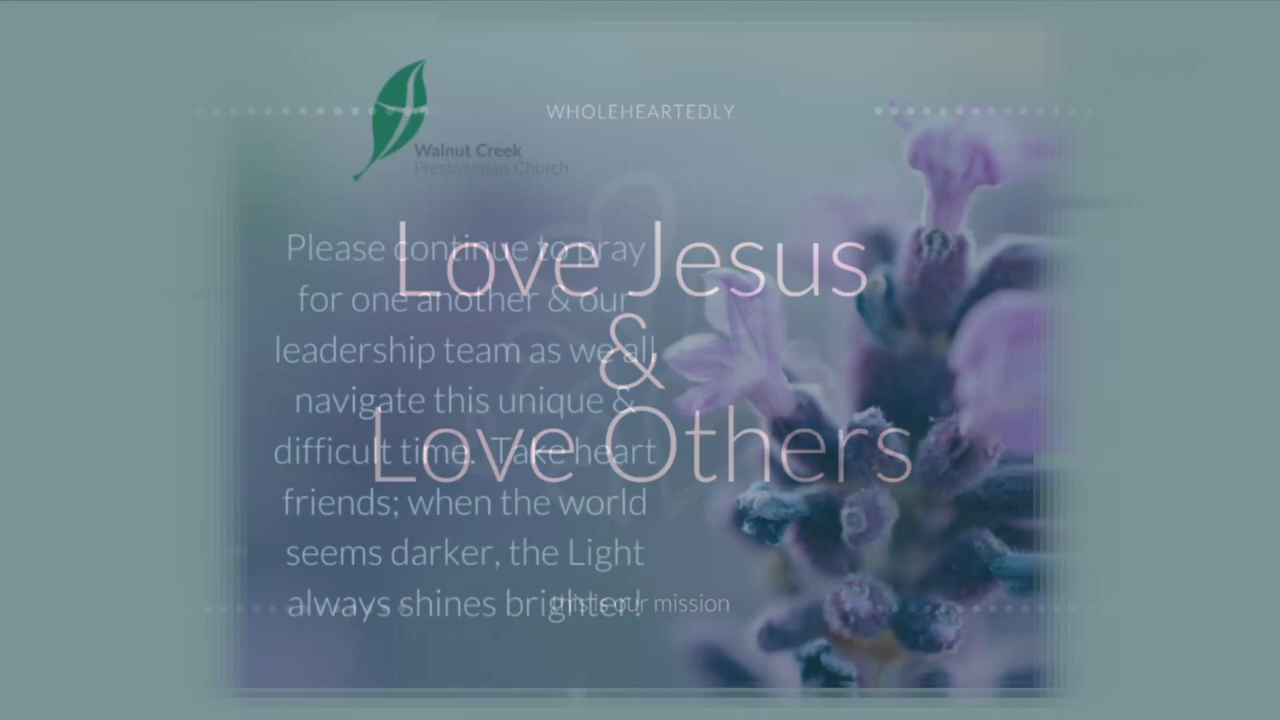 WHOLEHEARTEDLY
Walnut Creek
Presbyterian Church
Love Jesus
&
Love Others
this is our mission
Please continue to pray
for one another & our
leadership team as we all
navigate this unique &
difficult time. Take heart
friends; when the world
seems darker, the Light
always shines brighter!